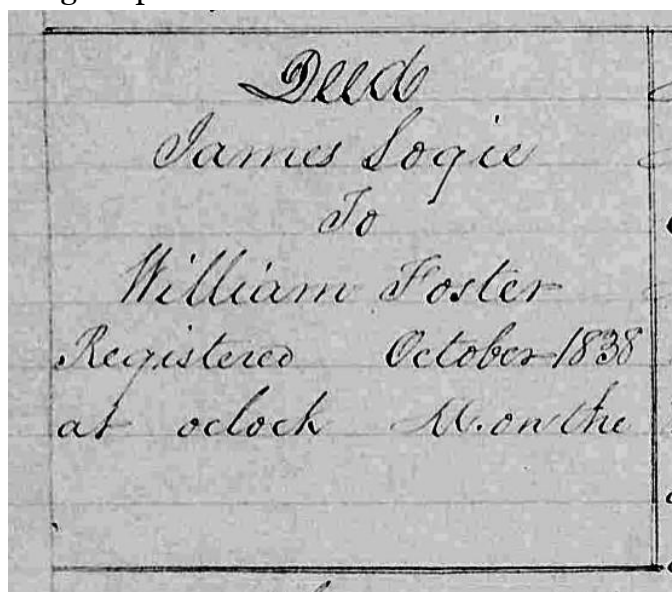 Deed
James Logie
To
William Foster
Registered October 1838
at oclock M. on the